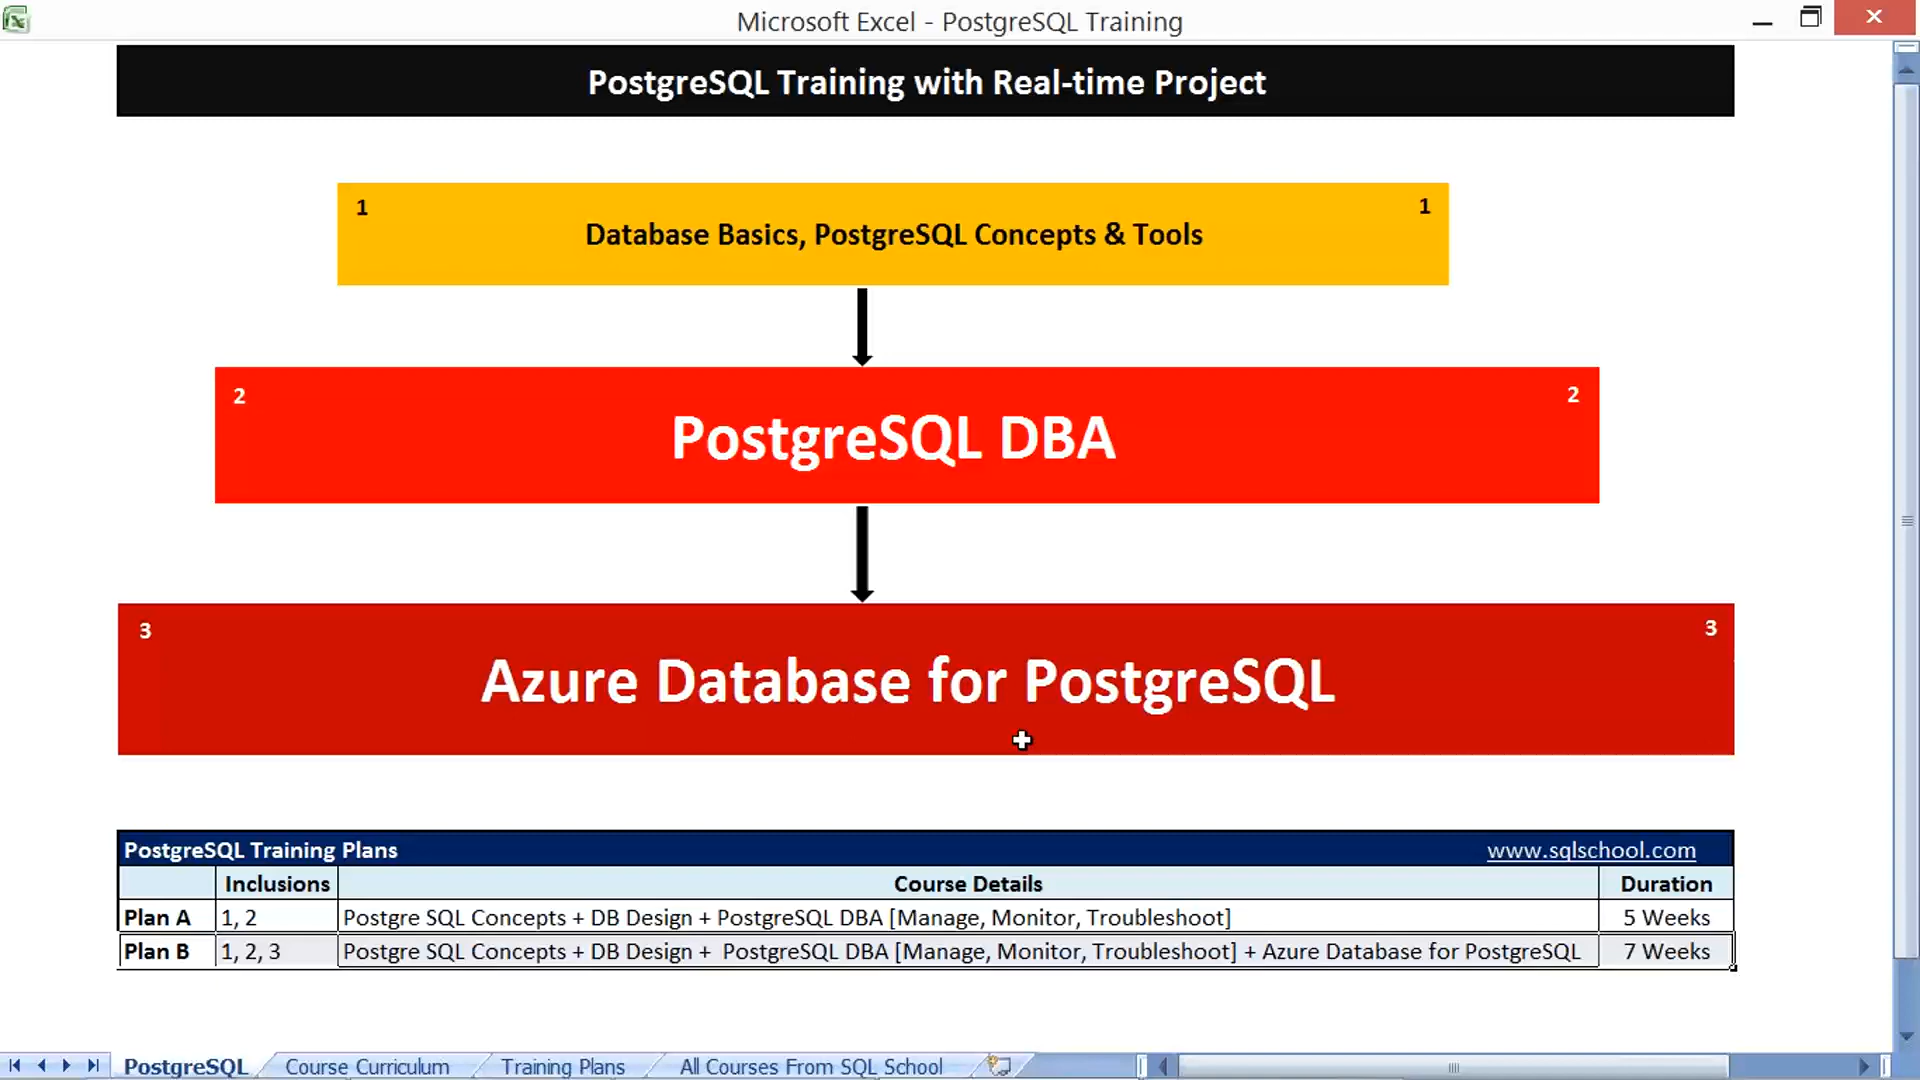 Microsoft Excel - PostgreSQL Training
PostgreSQL Training with Real-time Project
1 1
Database Basics, PostgreSQL Concepts & Tools
2 2
PostgreSQL DBA
3 3
Azure Database for PostgreSQL
PostgreSQL Training Plans www.sqlschool.com
Inclusions Course Details Duration
Plan A 1, 2 Postgre SQL Concepts + DB Design + PostgreSQL DBA [Manage, Monitor, Troubleshoot] 5 Weeks
Plan B 1, 2, 3 Postgre SQL Concepts + DB Design + PostgreSQL DBA [Manage, Monitor, Troubleshoot] + Azure Database for PostgreSQL 7 Weeks
PostgreSQL Course Curriculum Training Plans All Courses From SQL School